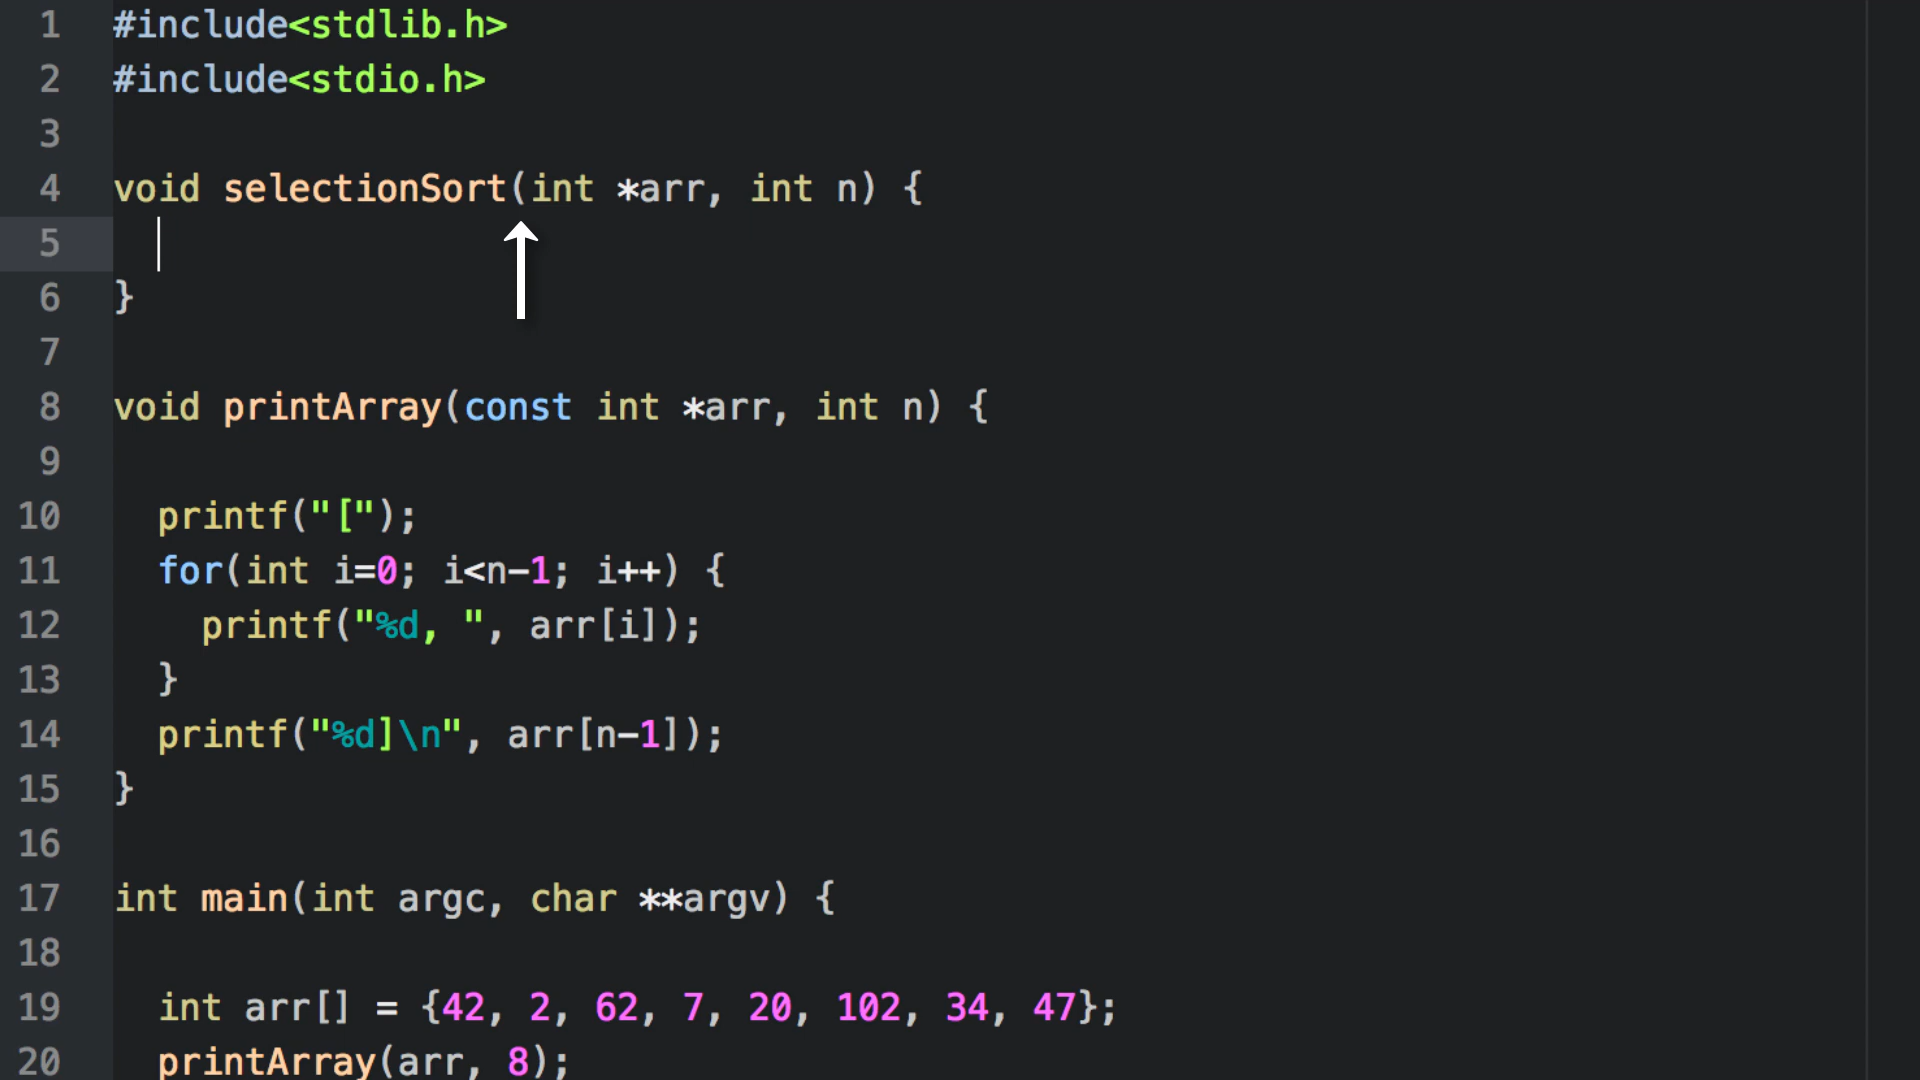 1 #include<stdlib.h>
2 #include<stdio.h>
3
4 void selectionSort(int *arr, int n) {
5
6 }
7
8 void printArray(const int *arr, int n) {
9
10   printf("[");
11   for(int i=0; i<n-1; i++) {
12     printf("%d, ", arr[i]);
13   }
14   printf("%d]\n", arr[n-1]);
15 }
16
17 int main(int argc, char **argv) {
18
19   int arr[] = {42, 2, 62, 7, 20, 102, 34, 47};
20   printArray(arr, 8);